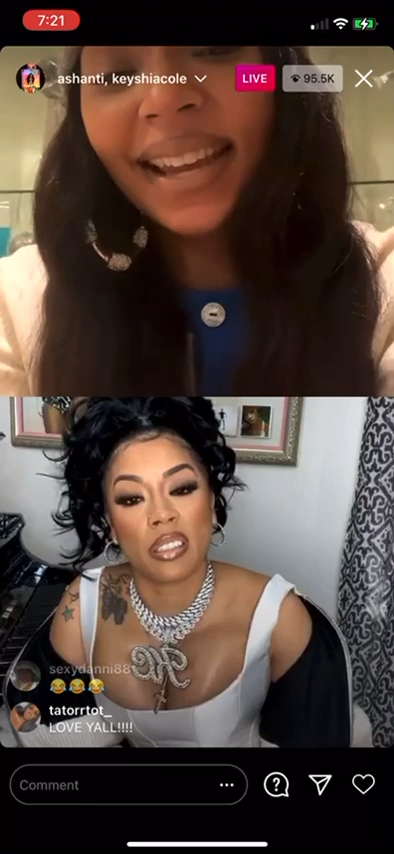 7:21
ashanti, keyshiacole
LIVE
95.5K
sexydanni88
😂😂😂
tatorrtot_
LOVE YALL!!!!
Comment